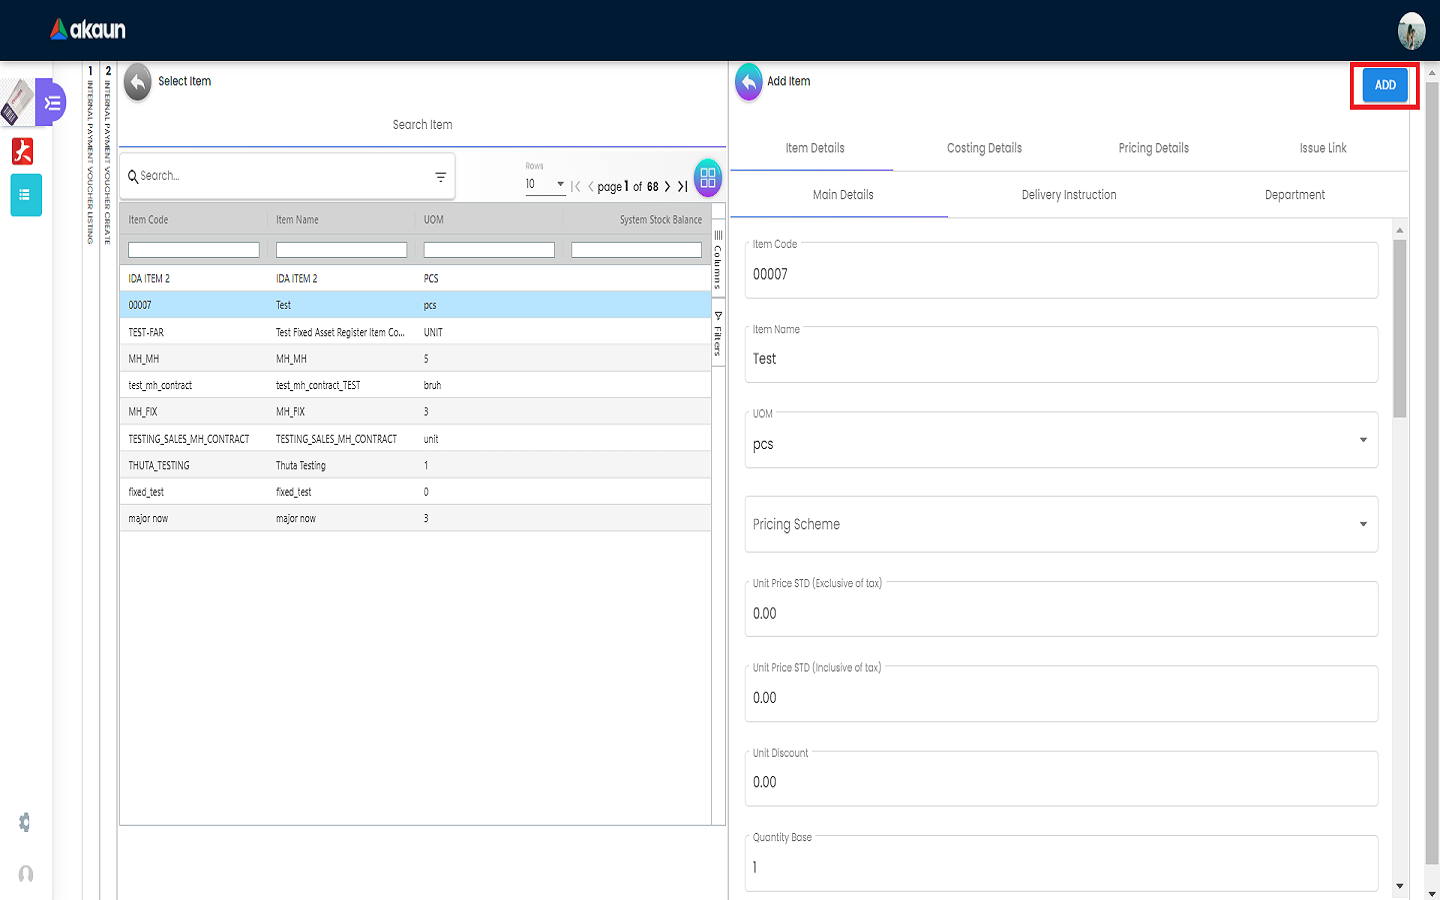 akaun
1 INTERNAL PAYMENT VOUCHER LISTING
2 INTERNAL PAYMENT VOUCHER CREATE
Select Item
Search Item
Search...
Rows
10
page 1 of 68
Item Code Item Name UOM System Stock Balance
IDA ITEM 2 IDA ITEM 2 PCS
00007 Test pcs
TEST-FAR Test Fixed Asset Register Item Co... UNIT
MH_MH MH_MH 5
test_mh_contract test_mh_contract_TEST bruh
MH_FIX MH_FIX 3
TESTING_SALES_MH_CONTRACT TESTING_SALES_MH_CONTRACT unit
THUTA_TESTING Thuta Testing 1
fixed_test fixed_test 0
major now major now 3
Columns
Filters
Add Item
ADD
Item Details Costing Details Pricing Details Issue Link
Main Details Delivery Instruction Department
Item Code
00007
Item Name
Test
UOM
pcs
Pricing Scheme
Unit Price STD (Exclusive of tax)
0.00
Unit Price STD (Inclusive of tax)
0.00
Unit Discount
0.00
Quantity Base
1